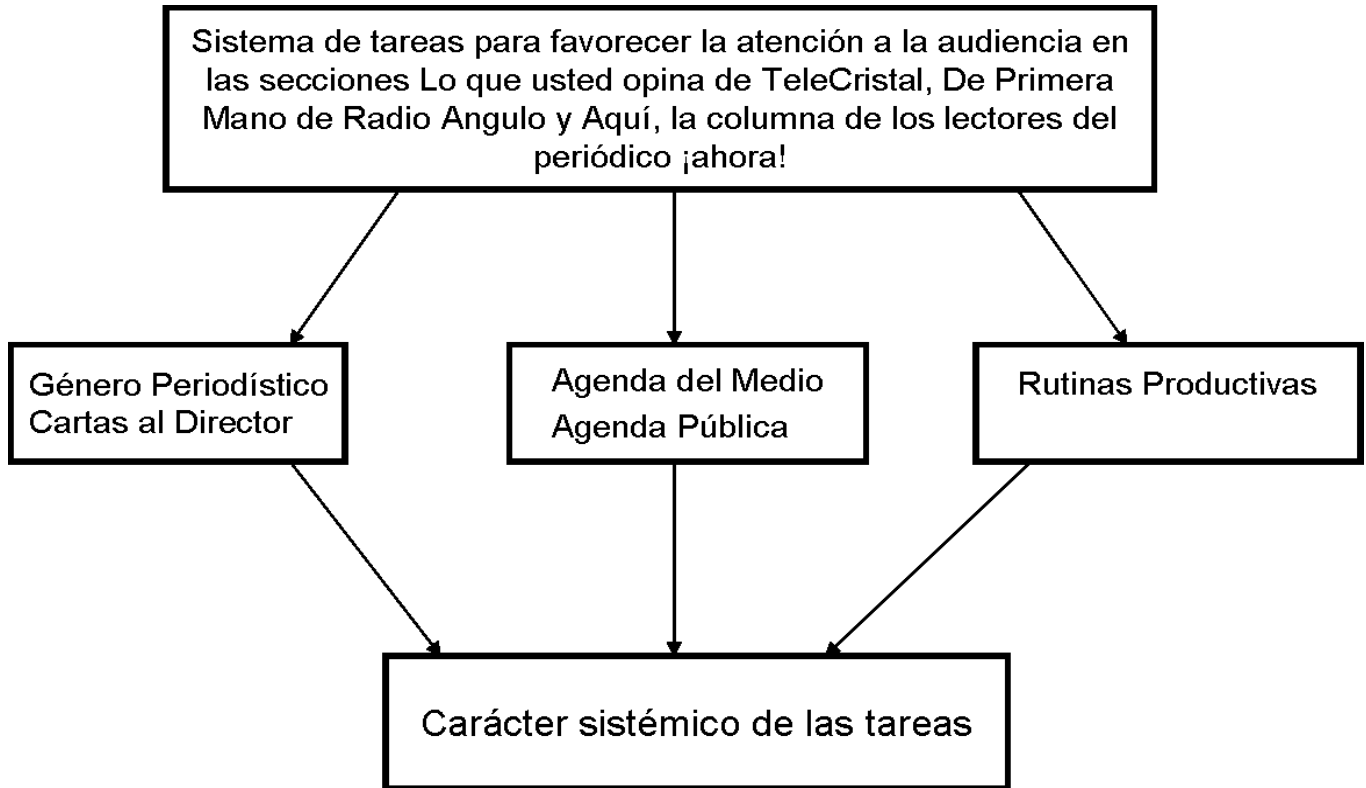 Sistema de tareas para favorecer la atención a la audiencia en
las secciones Lo que usted opina de TeleCristal, De Primera
Mano de Radio Angulo y Aquí, la columna de los lectores del
periódico ¡ahora!
Género Periodístico
Cartas al Director
Agenda del Medio
Agenda Pública
Rutinas Productivas
Carácter sistémico de las tareas